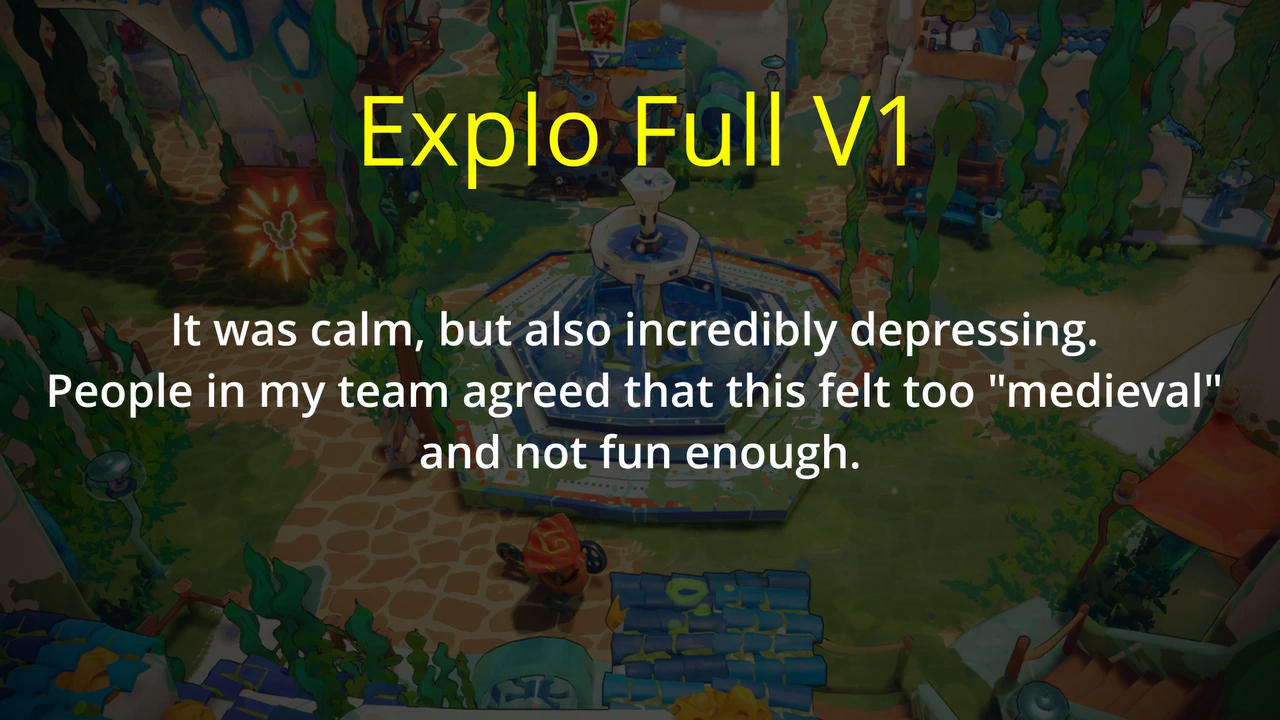 Explo Full V1
It was calm, but also incredibly depressing.
People in my team agreed that this felt too "medieval"
and not fun enough.